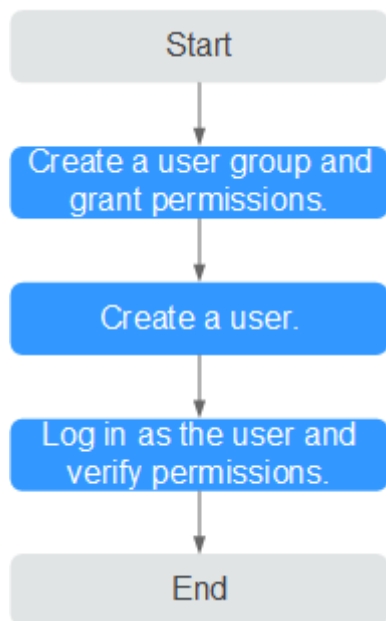 Start
Create a user group and
grant permissions.
Create a user.
Log in as the user and
verify permissions.
End